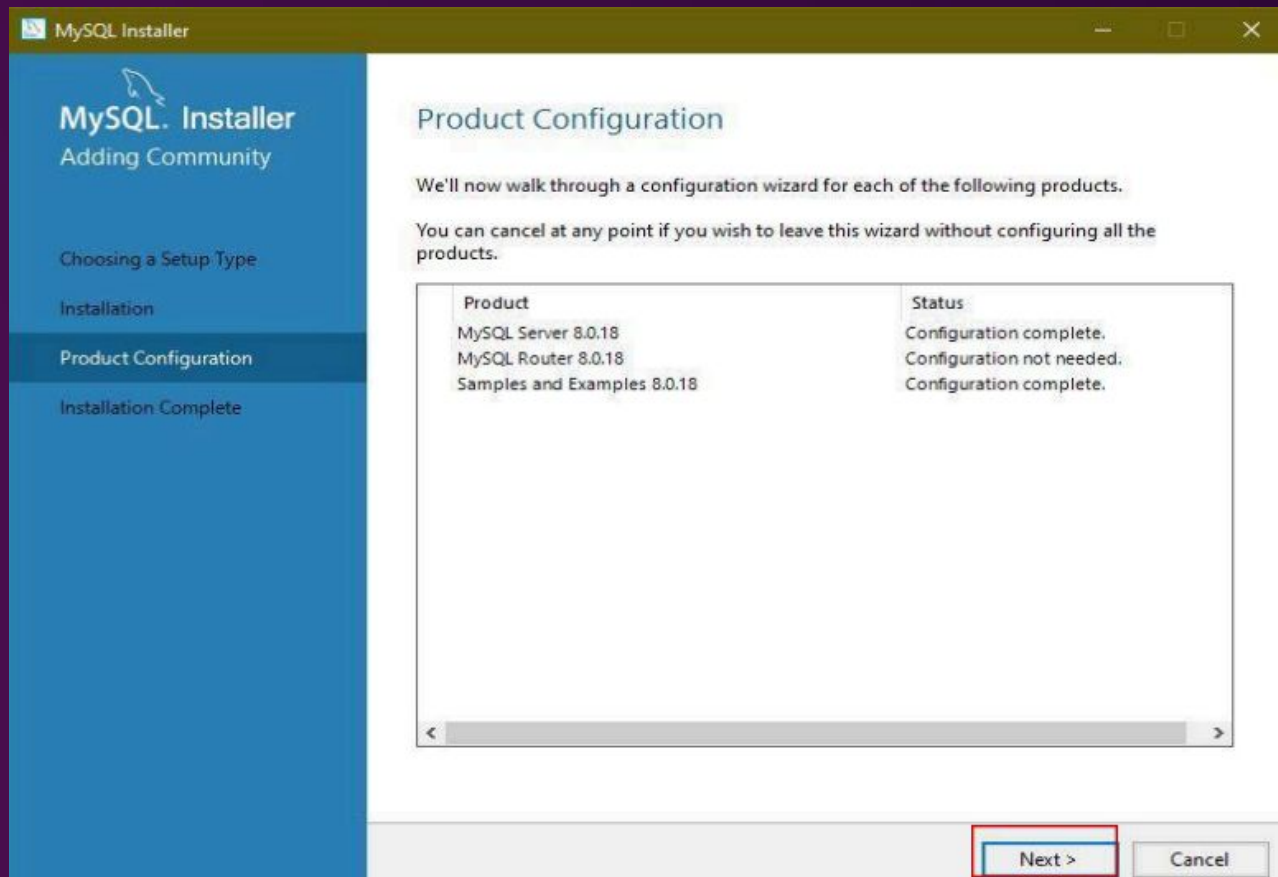 MySQL Installer
MySQL. Installer
Adding Community
Choosing a Setup Type
Installation
Product Configuration
Installation Complete
Product Configuration
We'll now walk through a configuration wizard for each of the following products.
You can cancel at any point if you wish to leave this wizard without configuring all the
products.
Product Status
MySQL Server 8.0.18 Configuration complete.
MySQL Router 8.0.18 Configuration not needed.
Samples and Examples 8.0.18 Configuration complete.
Next > Cancel